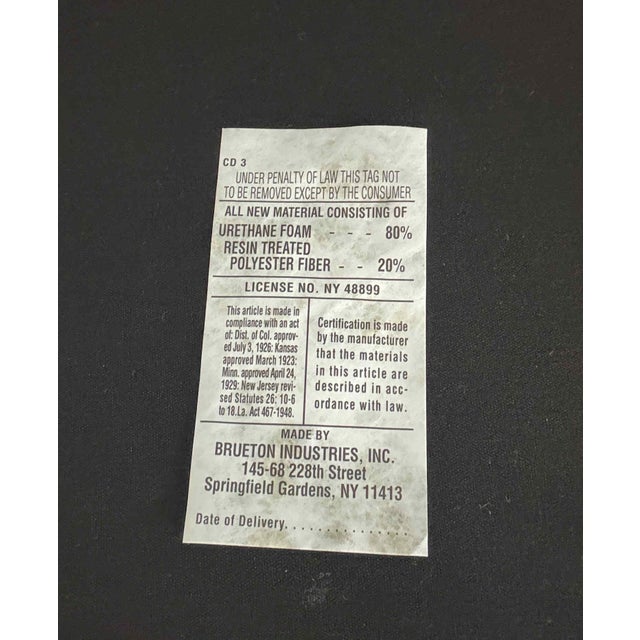 CD 3
UNDER PENALTY OF LAW THIS TAG NOT
TO BE REMOVED EXCEPT BY THE CONSUMER
ALL NEW MATERIAL CONSISTING OF
URETHANE FOAM - - - 80%
RESIN TREATED
POLYESTER FIBER - - 20%
LICENSE NO. NY 48899
This article is made in
compliance with an act
of: Dist. of Col. approv-
ed July 3, 1926: Kansas
approved March 1923;
Minn. approved April 24,
1929: New Jersey revi-
sed Statutes 26: 10-6
to 18.La. Act 467-1948.
Certification is made
by the manufacturer
that the materials
in this article are
described in acc-
ordance with law.
MADE BY
BRUETON INDUSTRIES, INC.
145-68 228th Street
Springfield Gardens, NY 11413
Date of Delivery. . . . . . . . . . . . . . .